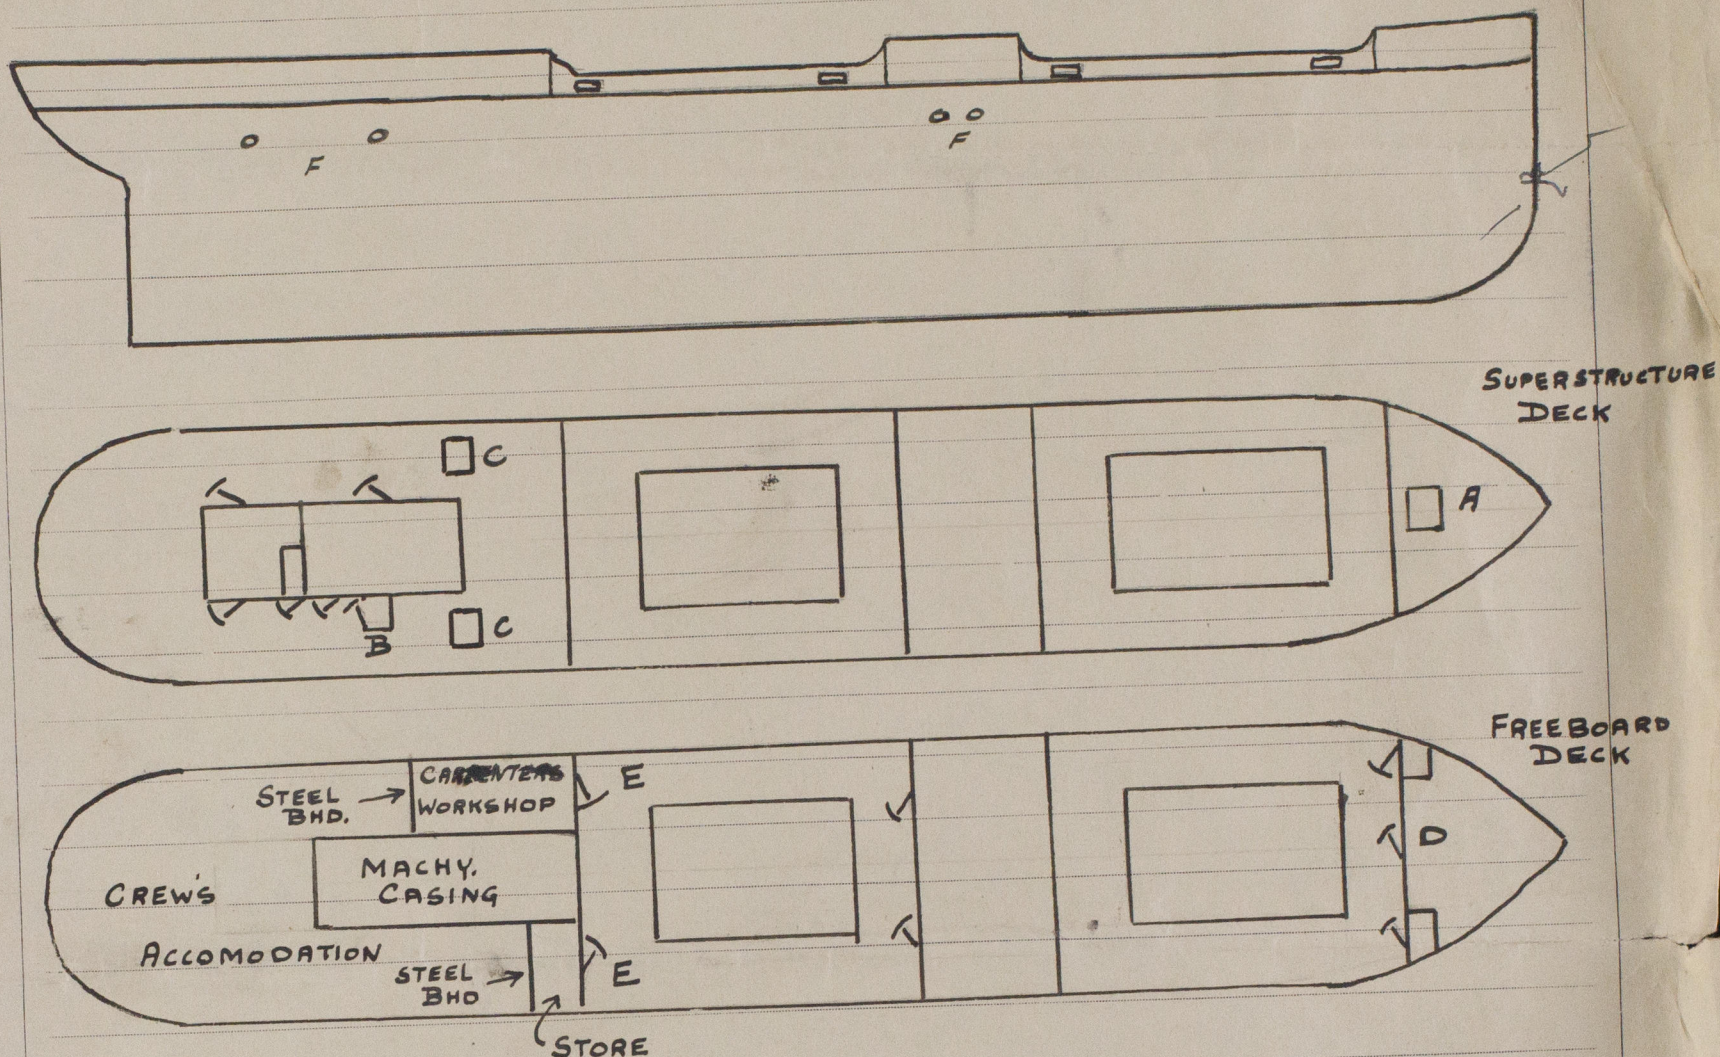 F
F
SUPERSTRUCTURE
DECK
C
A
C
B
FREEBOARD
DECK
CARPENTERS
WORKSHOP
E
STEEL
BHD.
D
MACHY.
CASING
CREW'S
ACCOMODATION
STEEL
BHD
E
STORE